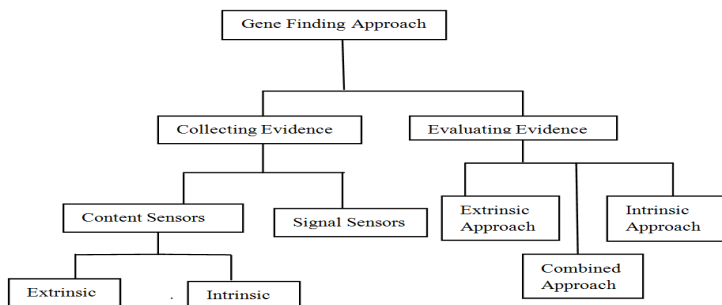 Gene Finding Approach
Collecting Evidence
Evaluating Evidence
Content Sensors
Signal Sensors
Extrinsic
Approach
Intrinsic
Approach
Combined
Approach
Extrinsic
.
Intrinsic